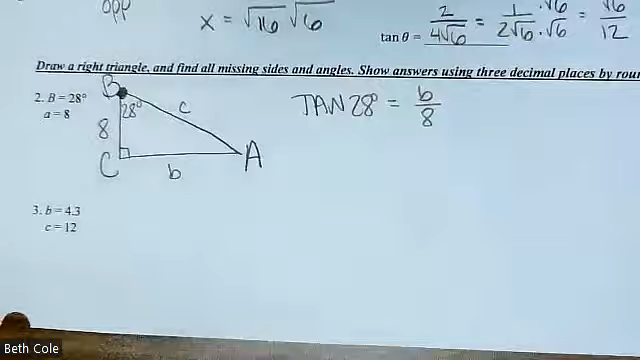 opp
x = √16 √6
tan θ = 2/4√6 = 1/2√6 · √6/√6 = √6/12
Draw a right triangle, and find all missing sides and angles. Show answers using three decimal places by rou
2. B = 28°
a = 8
B
28°
c
8
C
b
A
TAN 28° = b/8
3. b = 4.3
c = 12
Beth Cole